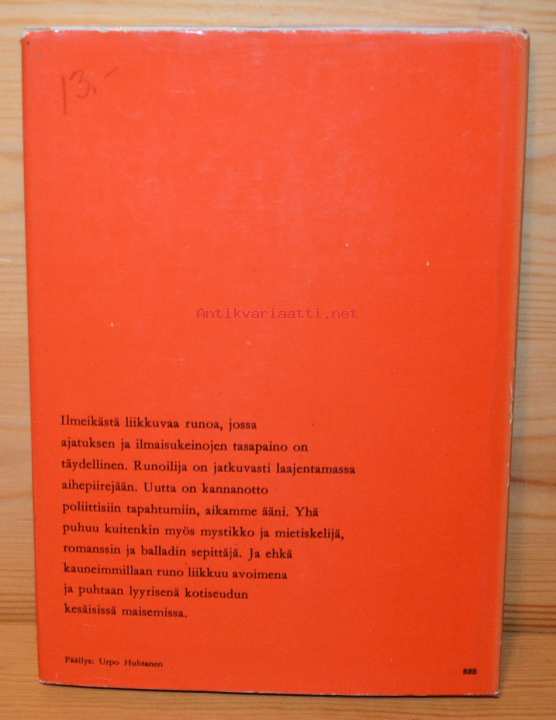 13.-
Antikvariaatti.net
Ilmeikästä liikkuvaa runoa, jossa
ajatuksen ja ilmaisukeinojen tasapaino on
täydellinen. Runoilija on jatkuvasti laajentamassa
aihepiirejään. Uutta on kannanotto
poliittisiin tapahtumiin, aikamme ääni. Yhä
puhuu kuitenkin myös mystikko ja mietiskelijä,
romanssin ja balladin sepittäjä. Ja ehkä
kauneimmillaan runo liikkuu avoimena
ja puhtaan lyyrisenä kotiseudun
kesäisissä maisemissa.
Päällys: Urpo Huhtanen